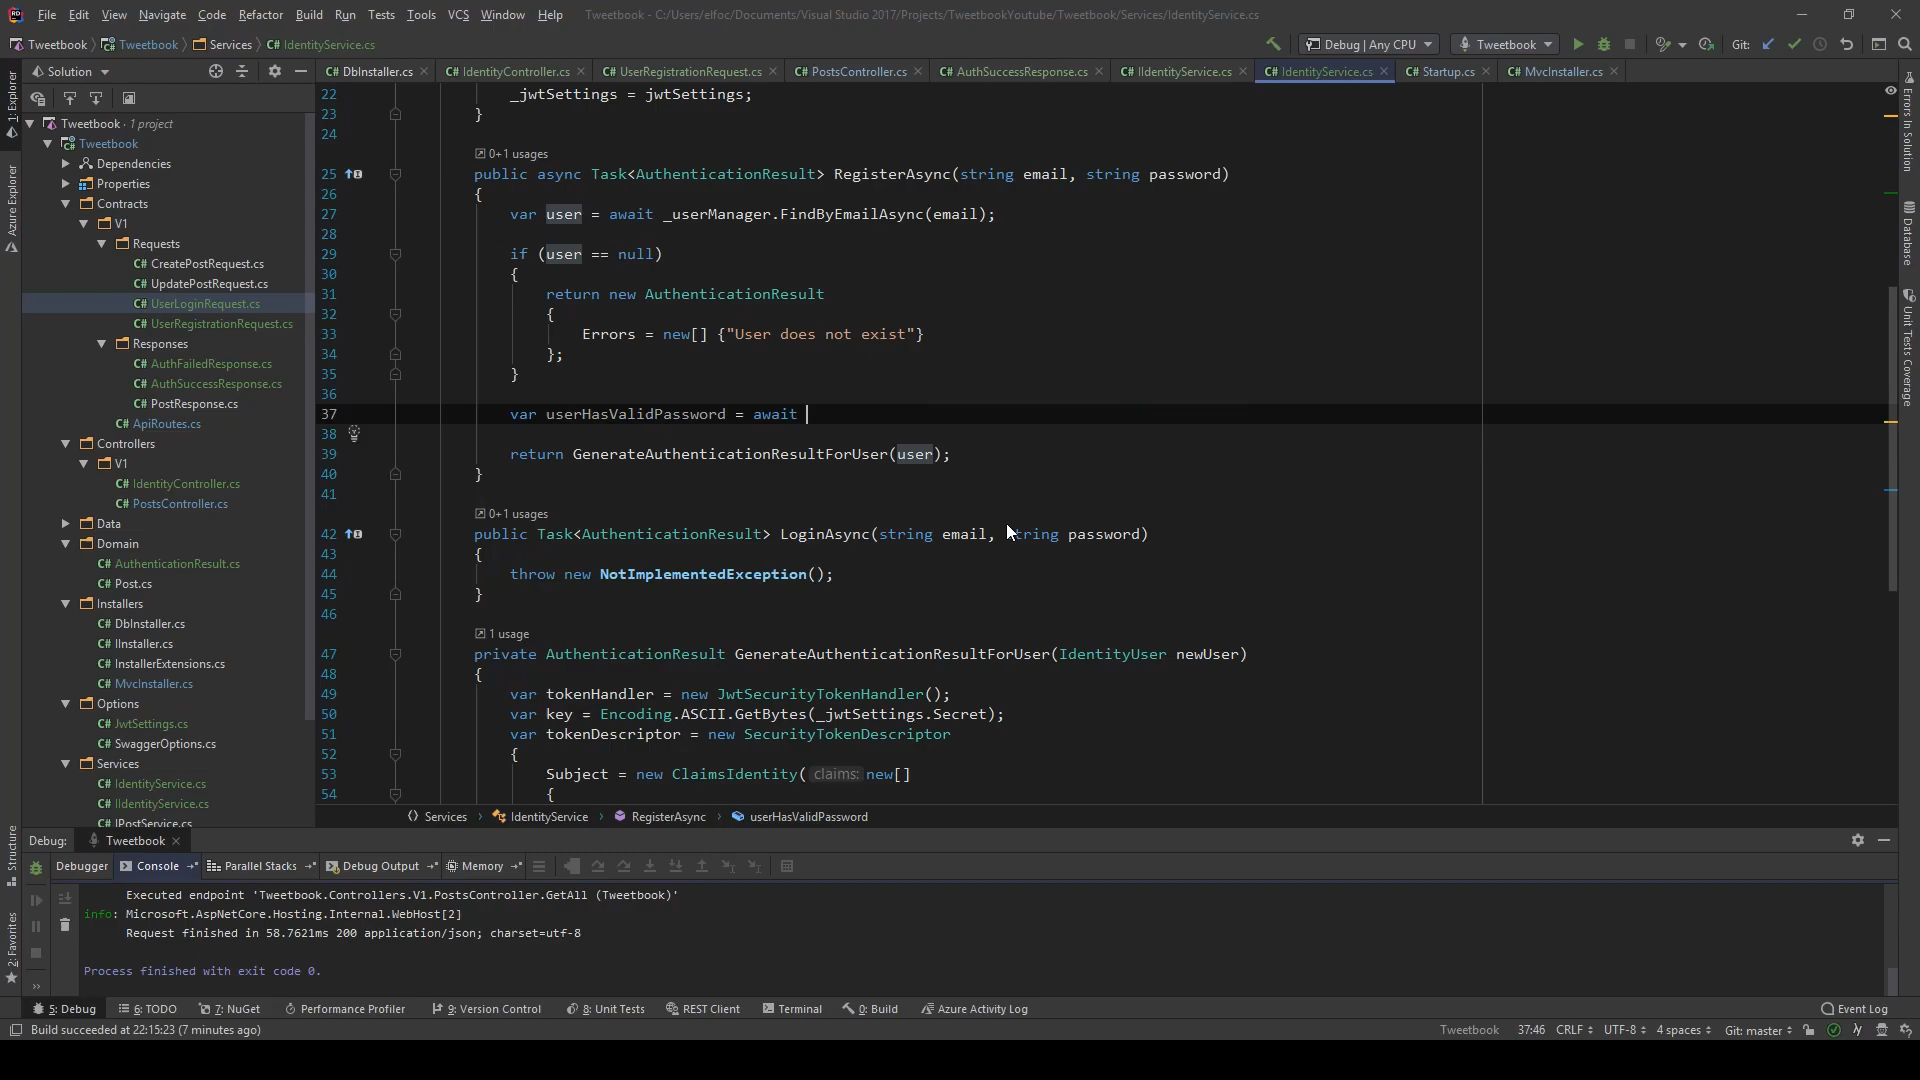 File Edit View Navigate Code Refactor Build Run Tests Tools VCS Window Help Tweetbook - C:/Users/elfoc/Documents/Visual Studio 2017/Projects/TweetbookYoutube/Tweetbook/Services/IdentityService.cs
Tweetbook Tweetbook Services IdentityService.cs Debug | Any CPU Tweetbook Git:
Solution DbInstaller.cs IdentityController.cs UserRegistrationRequest.cs PostsController.cs AuthSuccessResponse.cs IIdentityService.cs IdentityService.cs Startup.cs MvcInstaller.cs
1: Explorer
Azure Explorer
Structure
2: Favorites
Tweetbook · 1 project
Tweetbook
Dependencies
Properties
Contracts
V1
Requests
CreatePostRequest.cs
UpdatePostRequest.cs
UserLoginRequest.cs
UserRegistrationRequest.cs
Responses
AuthFailedResponse.cs
AuthSuccessResponse.cs
PostResponse.cs
ApiRoutes.cs
Controllers
V1
IdentityController.cs
PostsController.cs
Data
Domain
AuthenticationResult.cs
Post.cs
Installers
DbInstaller.cs
IInstaller.cs
InstallerExtensions.cs
MvcInstaller.cs
Options
JwtSettings.cs
SwaggerOptions.cs
Services
IdentityService.cs
IIdentityService.cs
IPostService.cs
22 _jwtSettings = jwtSettings;
23 }
24
0+1 usages
25 public async Task<AuthenticationResult> RegisterAsync(string email, string password)
26 {
27 var user = await _userManager.FindByEmailAsync(email);
28
29 if (user == null)
30 {
31 return new AuthenticationResult
32 {
33 Errors = new[] {"User does not exist"}
34 };
35 }
36
37 var userHasValidPassword = await
38
39 return GenerateAuthenticationResultForUser(user);
40 }
41
0+1 usages
42 public Task<AuthenticationResult> LoginAsync(string email, string password)
43 {
44 throw new NotImplementedException();
45 }
46
1 usage
47 private AuthenticationResult GenerateAuthenticationResultForUser(IdentityUser newUser)
48 {
49 var tokenHandler = new JwtSecurityTokenHandler();
50 var key = Encoding.ASCII.GetBytes(_jwtSettings.Secret);
51 var tokenDescriptor = new SecurityTokenDescriptor
52 {
53 Subject = new ClaimsIdentity( claims: new[]
54 {
Services IdentityService RegisterAsync userHasValidPassword
Errors In Solution
Database
Unit Tests Coverage
Debug: Tweetbook
Debugger Console Parallel Stacks Debug Output Memory
Executed endpoint 'Tweetbook.Controllers.V1.PostsController.GetAll (Tweetbook)'
info: Microsoft.AspNetCore.Hosting.Internal.WebHost[2]
Request finished in 58.7621ms 200 application/json; charset=utf-8
Process finished with exit code 0.
5: Debug 6: TODO 7: NuGet Performance Profiler 9: Version Control 8: Unit Tests REST Client Terminal 0: Build Azure Activity Log Event Log
Build succeeded at 22:15:23 (7 minutes ago) Tweetbook 37:46 CRLF UTF-8 4 spaces Git: master